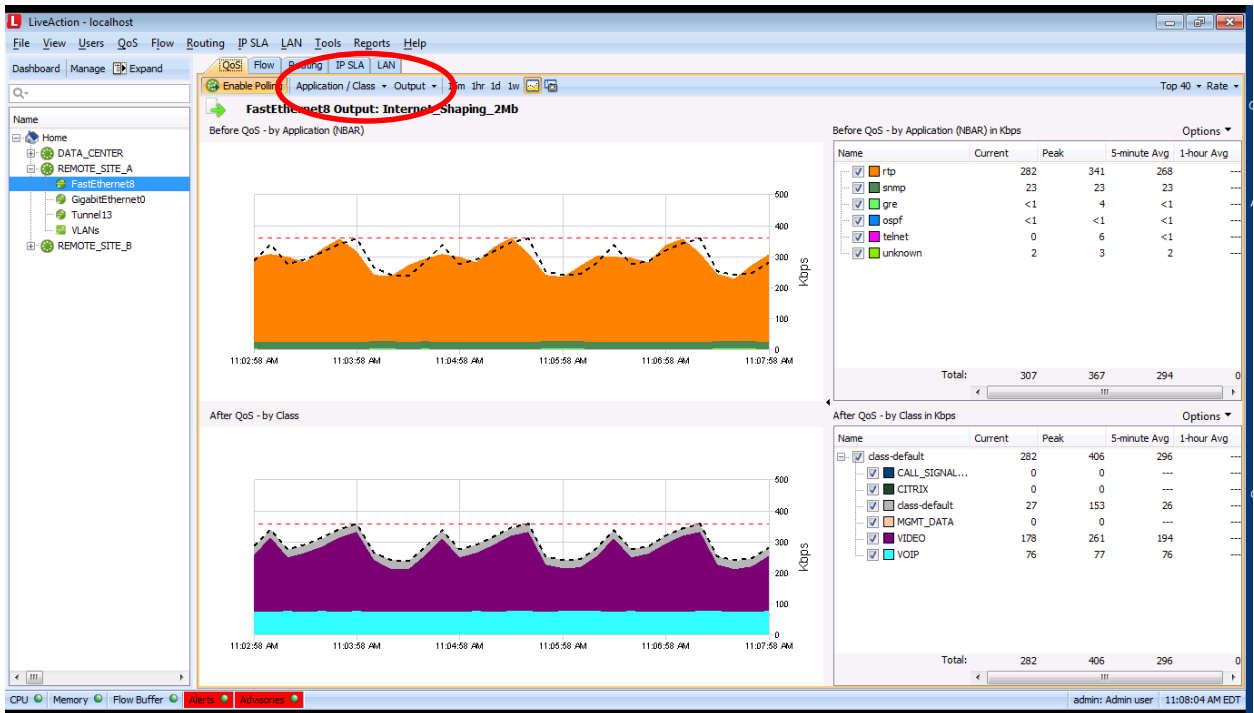 LiveAction - localhost
File View Users QoS Flow Routing IP SLA LAN Tools Reports Help
Dashboard Manage Expand
QoS Flow Routing IP SLA LAN
Enable Polling Application / Class Output 15m 1hr 1d 1w Top 40 Rate
Name
Home
DATA_CENTER
REMOTE_SITE_A
FastEthernet8
GigabitEthernet0
Tunnel13
VLANs
REMOTE_SITE_B
FastEthernet8 Output: Internet_Shaping_2Mb
Before QoS - by Application (NBAR)
500
400
300
200
100
0
Kbps
11:02:58 AM 11:03:58 AM 11:04:58 AM 11:05:58 AM 11:06:58 AM 11:07:58 AM
Before QoS - by Application (NBAR) in Kbps Options
Name Current Peak 5-minute Avg 1-hour Avg
rtp 282 341 268 ---
snmp 23 23 23 ---
gre <1 4 <1 ---
ospf <1 <1 <1 ---
telnet 0 6 <1 ---
unknown 2 3 2 ---
Total: 307 367 294 0
After QoS - by Class
500
400
300
200
100
0
Kbps
11:02:58 AM 11:03:58 AM 11:04:58 AM 11:05:58 AM 11:06:58 AM 11:07:58 AM
After QoS - by Class in Kbps Options
Name Current Peak 5-minute Avg 1-hour Avg
class-default 282 406 296 ---
CALL_SIGNAL... 0 0 --- ---
CITRIX 0 0 --- ---
class-default 27 153 26 ---
MGMT_DATA 0 0 --- ---
VIDEO 178 261 194 ---
VOIP 76 77 76 ---
Total: 282 406 296 0
CPU Memory Flow Buffer Alerts Advisories admin: Admin user 11:08:04 AM EDT